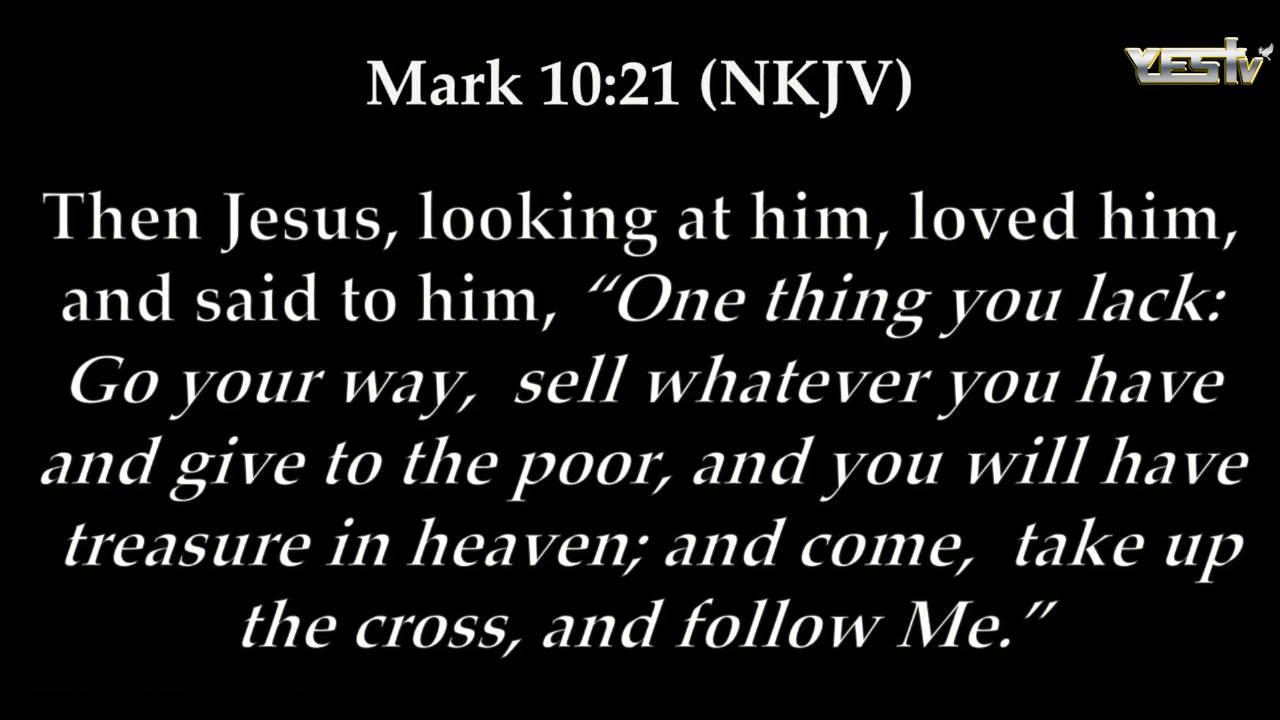 YES tv
Mark 10:21 (NKJV)
Then Jesus, looking at him, loved him,
and said to him, “One thing you lack:
Go your way,  sell whatever you have
and give to the poor, and you will have
treasure in heaven; and come,  take up
the cross, and follow Me.”